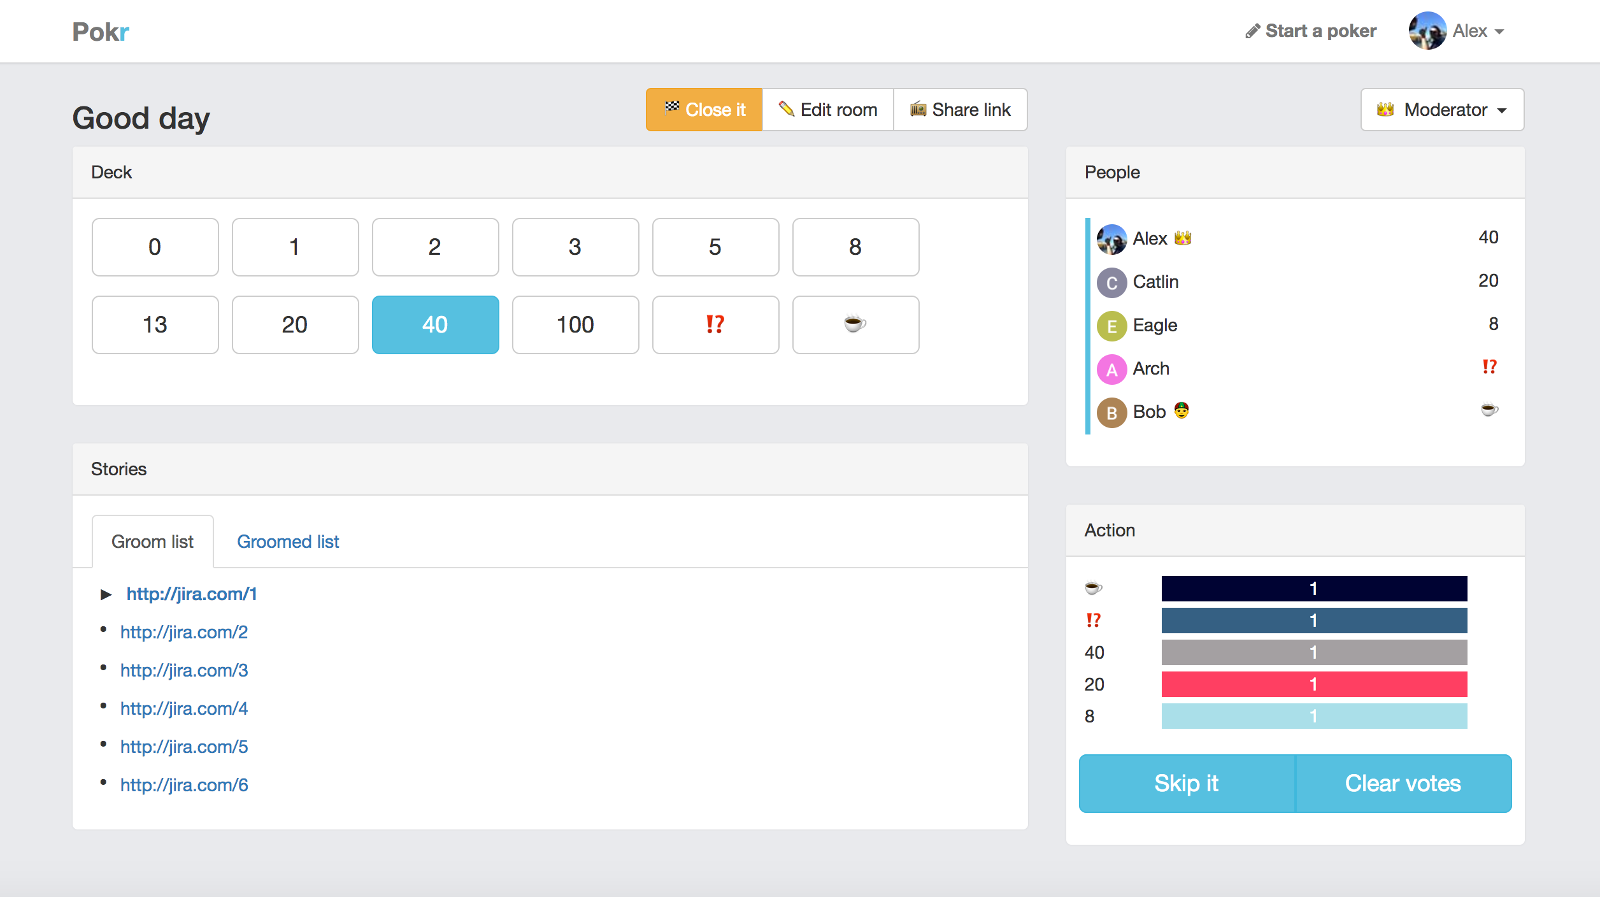 Pokr
Start a poker
Alex
Good day
Close it
Edit room
Share link
Moderator
Deck
0 1 2 3 5 8
13 20 40 100 ⁉️
Stories
Groom list
Groomed list
http://jira.com/1
http://jira.com/2
http://jira.com/3
http://jira.com/4
http://jira.com/5
http://jira.com/6
People
Alex 40
C Catlin 20
E Eagle 8
A Arch ⁉️
B Bob
Action
1
⁉️ 1
40 1
20 1
8 1
Skip it
Clear votes